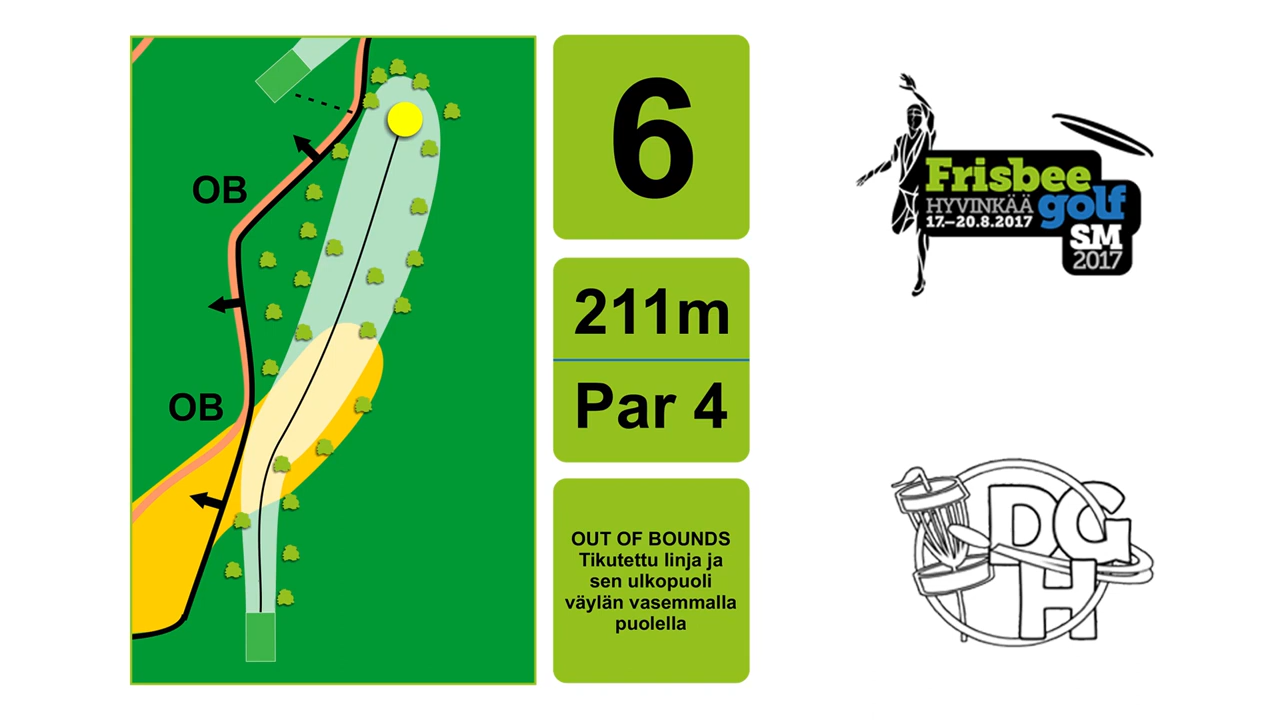 OB
OB
6
211m
Par 4
OUT OF BOUNDS
Tikutettu linja ja
sen ulkopuoli
väylän vasemmalla
puolella
Frisbee
HYVINKÄÄ golf
17.–20.8.2017
SM
2017
DG
H